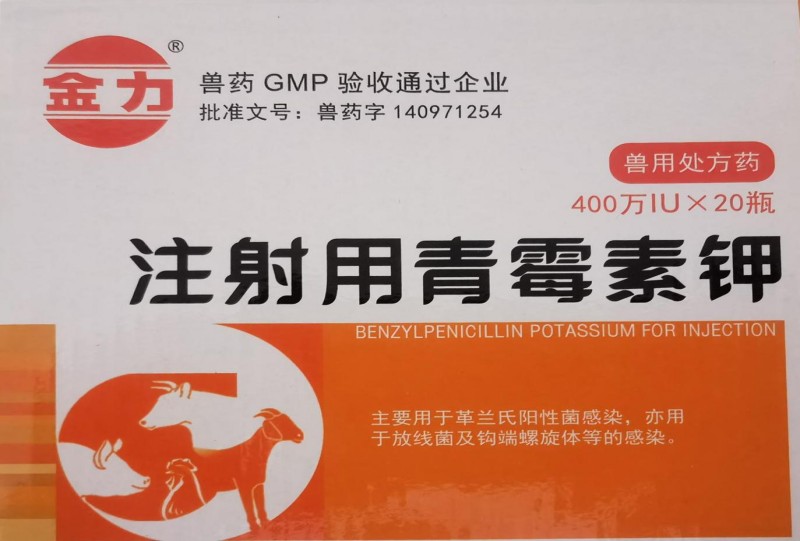 金力®
兽药 GMP 验收通过企业
批准文号：兽药字 140971254
兽用处方药
400万IU×20瓶
注射用青霉素钾
BENZYLPENICILLIN POTASSIUM FOR INJECTION
主要用于革兰氏阳性菌感染，亦用
于放线菌及钩端螺旋体等的感染。